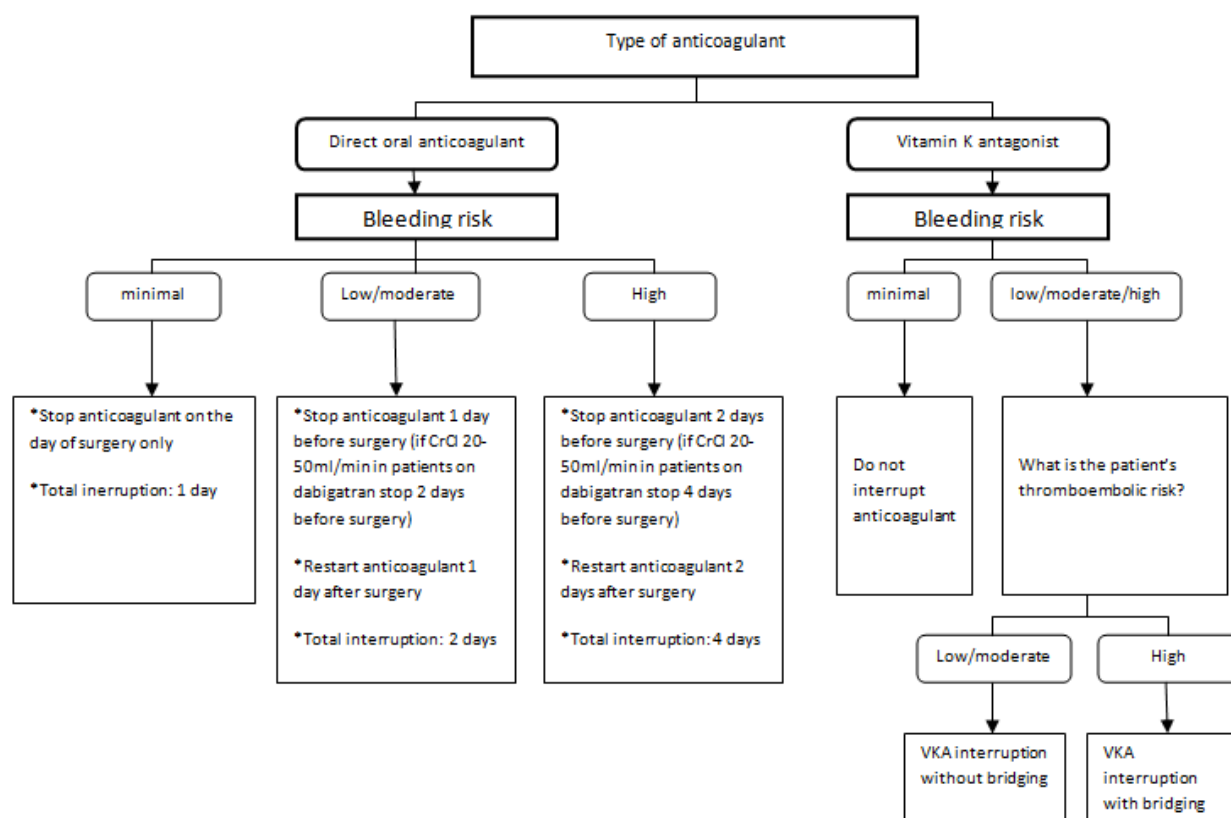 Type of anticoagulant
Direct oral anticoagulant
Vitamin K antagonist
Bleeding risk
Bleeding risk
minimal
Low/moderate
High
minimal
low/moderate/high
*Stop anticoagulant on the
day of surgery only
*Total inerruption: 1 day
*Stop anticoagulant 1 day
before surgery (if CrCl 20-
50ml/min in patients on
dabigatran stop 2 days
before surgery)
*Restart anticoagulant 1
day after surgery
*Total interruption: 2 days
*Stop anticoagulant 2 days
before surgery (if CrCl 20-
50ml/min in patients on
dabigatran stop 4 days
before surgery)
*Restart anticoagulant 2
days after surgery
*Total interruption: 4 days
Do not
interrupt
anticoagulant
What is the patient's
thromboembolic risk?
Low/moderate
High
VKA interruption
without bridging
VKA
interruption
with bridging